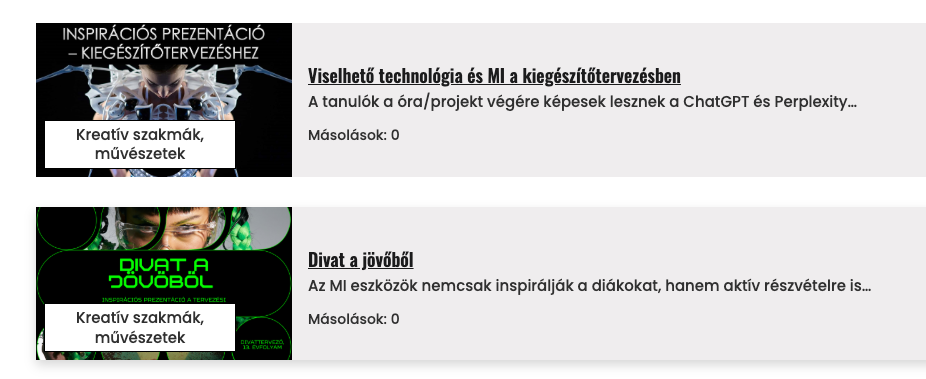 INSPIRÁCIÓS PREZENTÁCIÓ
– KIEGÉSZÍTŐTERVEZÉSHEZ
Kreatív szakmák,
művészetek
Viselhető technológia és MI a kiegészítőtervezésben
A tanulók a óra/projekt végére képesek lesznek a ChatGPT és Perplexity...
Másolások: 0
DIVAT A
JÖVŐBŐL
INSPIRÁCIÓS PREZENTÁCIÓ A TERVEZÉSI
Kreatív szakmák,
művészetek
DIVATTERVEZŐ,
13. ÉVFOLYAM
Divat a jövőből
Az MI eszközök nemcsak inspirálják a diákokat, hanem aktív részvételre is...
Másolások: 0